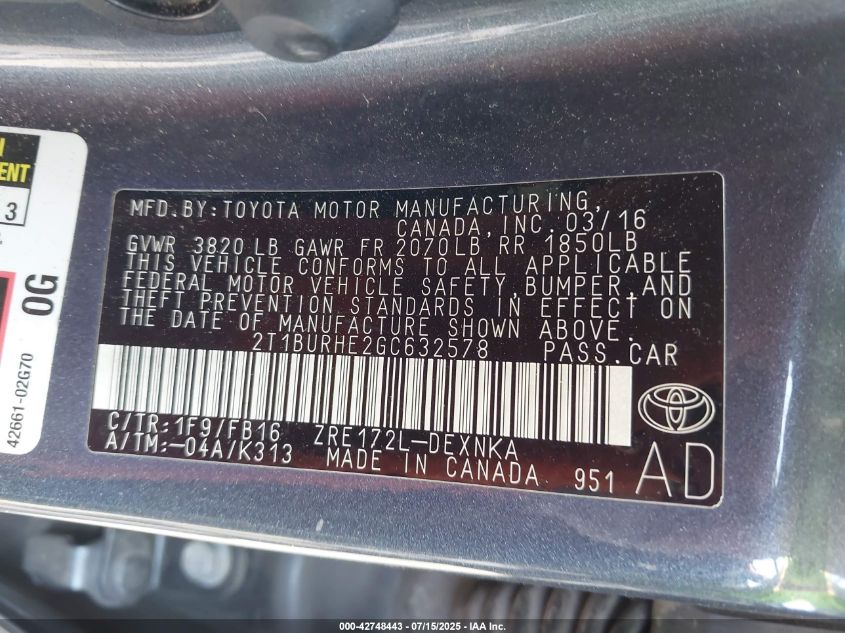 MENT
3
OG
42661-02G70
MFD.BY:TOYOTA MOTOR MANUFACTURING,
CANADA,INC.03/16
GVWR 3820 LB GAWR FR 2070LB RR 1850LB
THIS VEHICLE CONFORMS TO ALL APPLICABLE
FEDERAL MOTOR VEHICLE SAFETY,BUMPER,AND
THEFT PREVENTION STANDARDS IN EFFECT ON
THE DATE OF MANUFACTURE SHOWN ABOVE.
2T1BURHE2GC632578 PASS.CAR
C/TR:1F9/FB16 ZRE172L-DEXNKA
A/TM:-04A/K313 MADE IN CANADA 951
AD
000-42748443 - 07/15/2025 - IAA Inc.